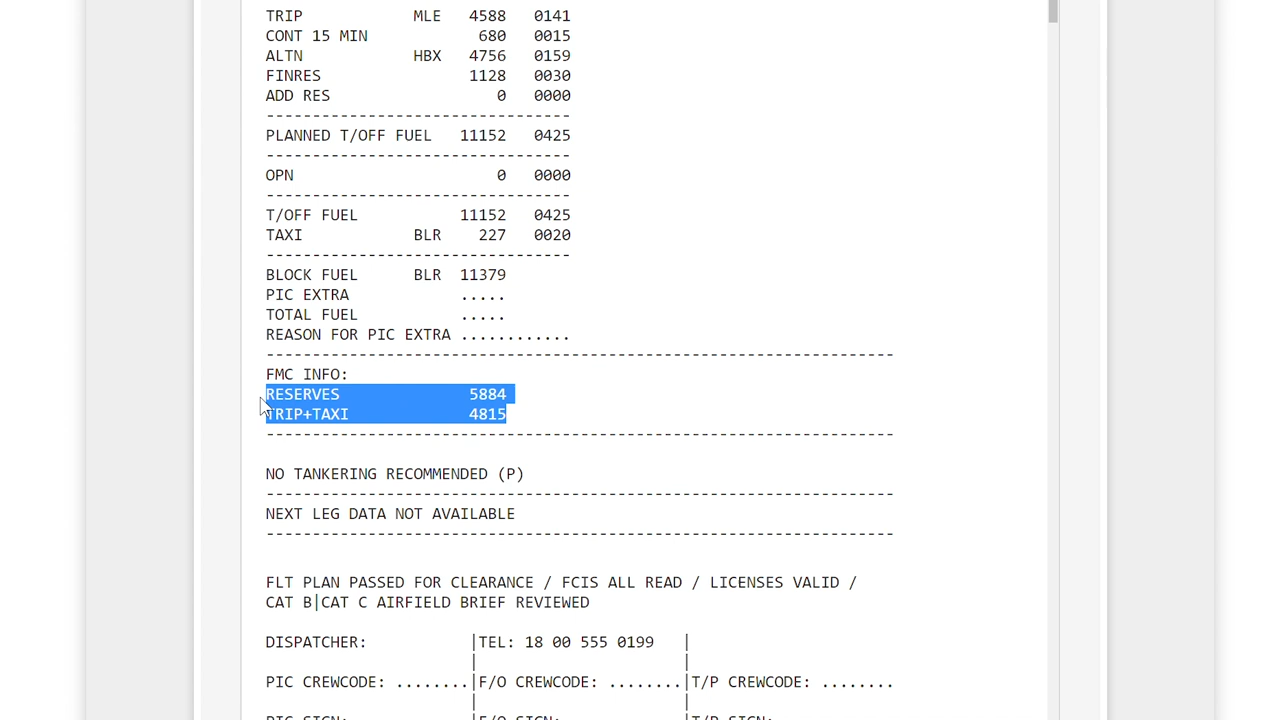 TRIP MLE 4588 0141
CONT 15 MIN 680 0015
ALTN HBX 4756 0159
FINRES 1128 0030
ADD RES 0 0000
---------------------------------
PLANNED T/OFF FUEL 11152 0425
---------------------------------
OPN 0 0000
---------------------------------
T/OFF FUEL 11152 0425
TAXI BLR 227 0020
---------------------------------
BLOCK FUEL BLR 11379
PIC EXTRA .....
TOTAL FUEL .....
REASON FOR PIC EXTRA ............
--------------------------------------------------------------------
FMC INFO:
RESERVES 5884
TRIP+TAXI 4815
--------------------------------------------------------------------
NO TANKERING RECOMMENDED (P)
--------------------------------------------------------------------
NEXT LEG DATA NOT AVAILABLE
--------------------------------------------------------------------
FLT PLAN PASSED FOR CLEARANCE / FCIS ALL READ / LICENSES VALID /
CAT B|CAT C AIRFIELD BRIEF REVIEWED
DISPATCHER: |TEL: 18 00 555 0199 |
| |
PIC CREWCODE: ........|F/O CREWCODE: ........|T/P CREWCODE: ........
| |
PIC SIGN: |F/O SIGN: |T/P SIGN: